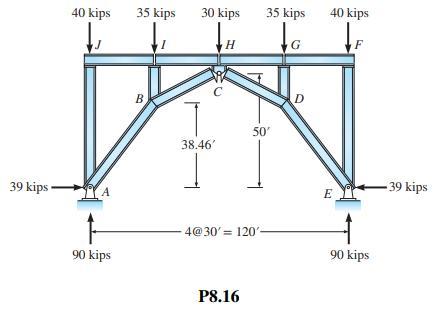 40 kips 35 kips 30 kips 35 kips 40 kips
J I H G F
B C D
38.46′ 50′
39 kips A E 39 kips
4@30′ = 120′
90 kips 90 kips
P8.16